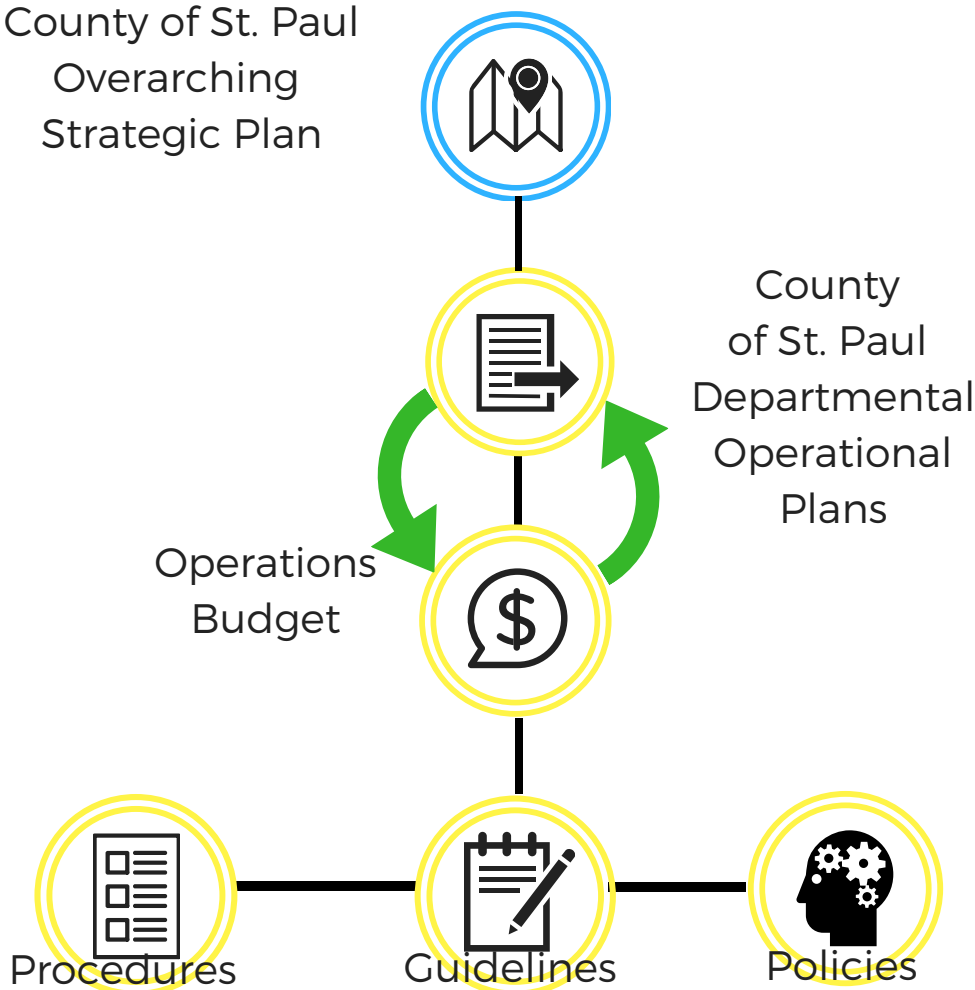 County of St. Paul
Overarching
Strategic Plan
County
of St. Paul
Departmental
Operational
Plans
Operations
Budget
$
Procedures
Guidelines
Policies